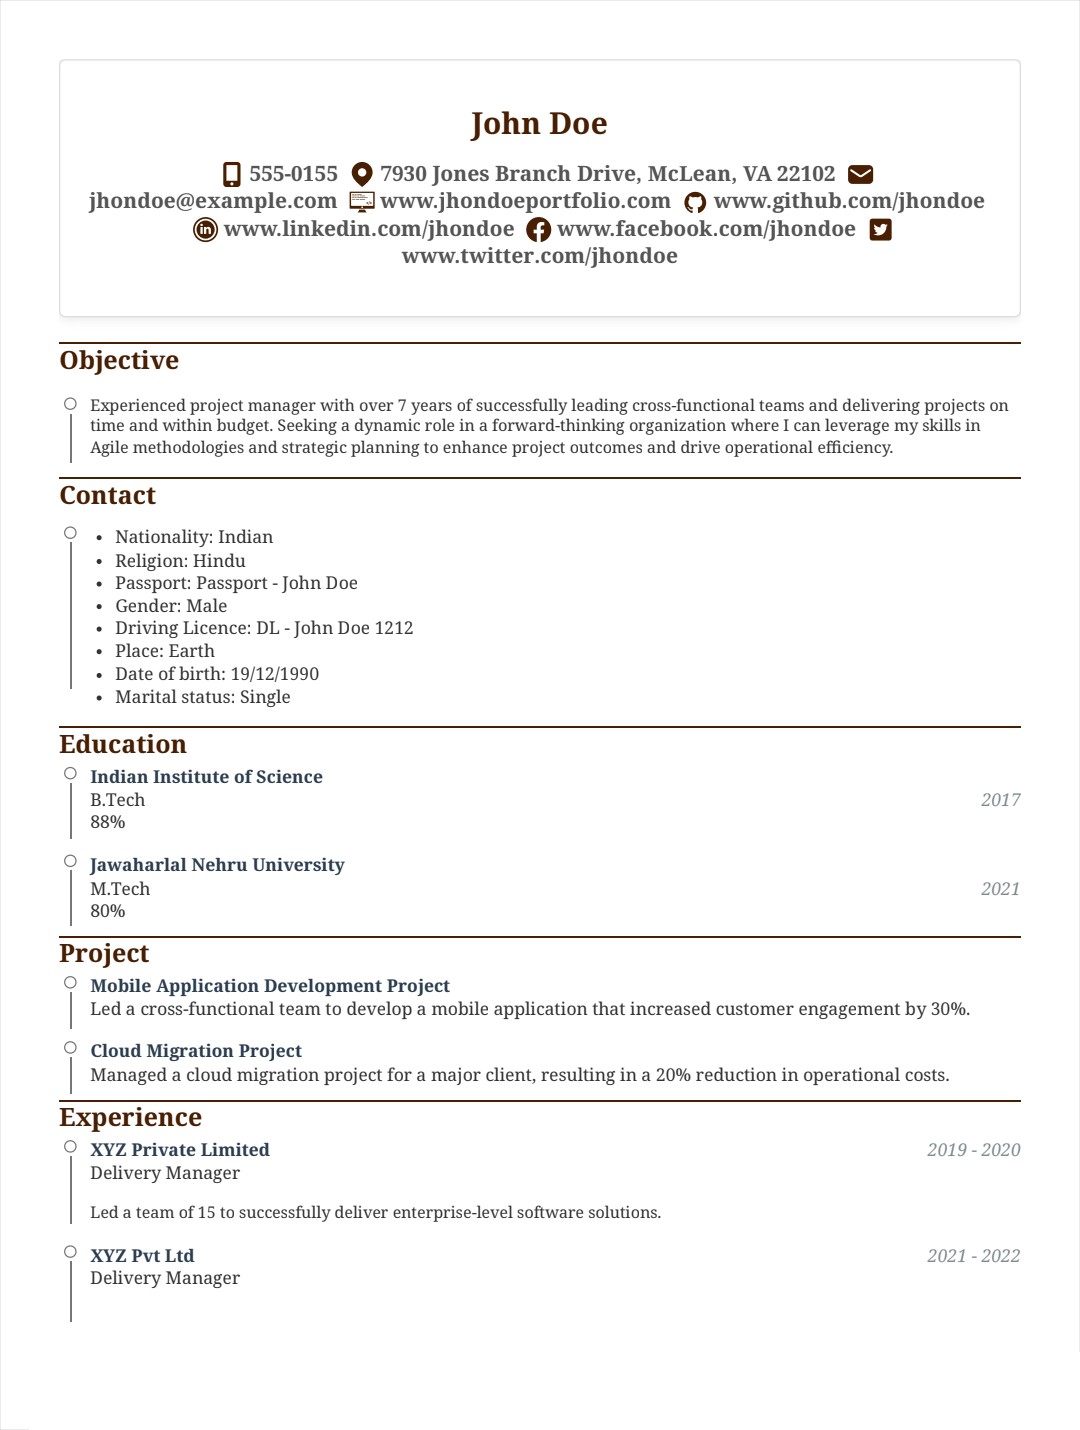 John Doe
555-0155 7930 Jones Branch Drive, McLean, VA 22102
jhondoe@example.com www.jhondoeportfolio.com www.github.com/jhondoe
www.linkedin.com/jhondoe www.facebook.com/jhondoe
www.twitter.com/jhondoe
Objective
Experienced project manager with over 7 years of successfully leading cross-functional teams and delivering projects on
time and within budget. Seeking a dynamic role in a forward-thinking organization where I can leverage my skills in
Agile methodologies and strategic planning to enhance project outcomes and drive operational efficiency.
Contact
• Nationality: Indian
• Religion: Hindu
• Passport: Passport - John Doe
• Gender: Male
• Driving Licence: DL - John Doe 1212
• Place: Earth
• Date of birth: 19/12/1990
• Marital status: Single
Education
Indian Institute of Science
B.Tech 2017
88%
Jawaharlal Nehru University
M.Tech 2021
80%
Project
Mobile Application Development Project
Led a cross-functional team to develop a mobile application that increased customer engagement by 30%.
Cloud Migration Project
Managed a cloud migration project for a major client, resulting in a 20% reduction in operational costs.
Experience
XYZ Private Limited 2019 - 2020
Delivery Manager
Led a team of 15 to successfully deliver enterprise-level software solutions.
XYZ Pvt Ltd 2021 - 2022
Delivery Manager